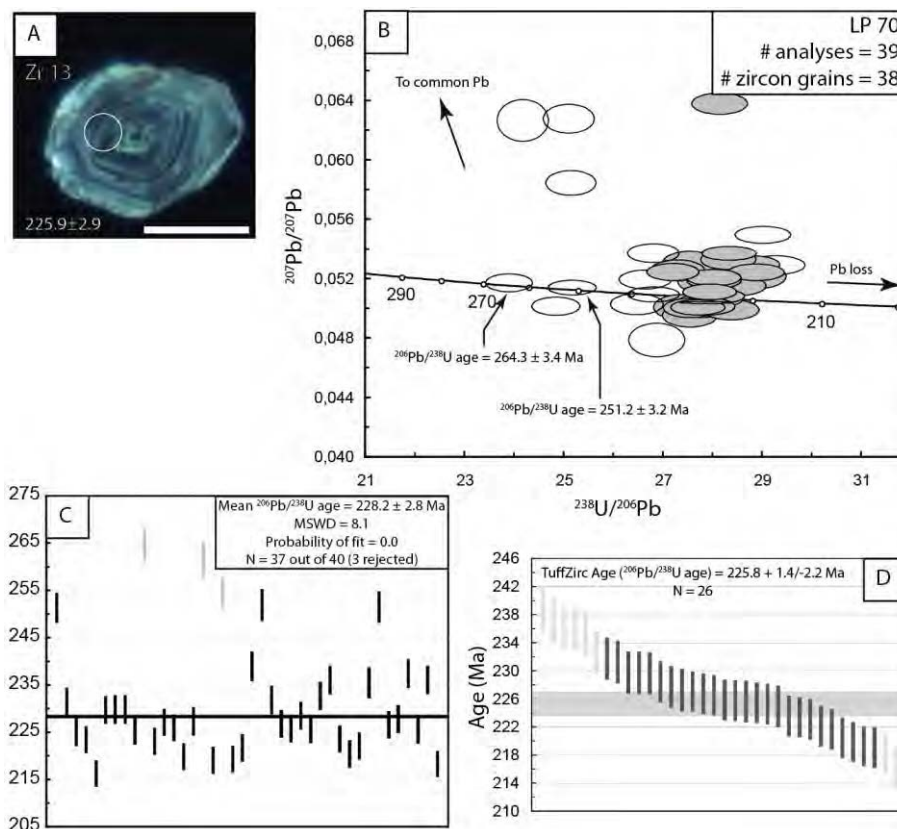 A
Zr 13
225.9±2.9
B
LP 70
# analyses = 39
# zircon grains = 38
0,068
0,064
0,060
0,056
0,052
0,048
0,044
0,040
²⁰⁷Pb/²⁰⁷Pb
To common Pb
Pb loss
290
270
210
²⁰⁶Pb/²³⁸U age = 264.3 ± 3.4 Ma
²⁰⁶Pb/²³⁸U age = 251.2 ± 3.2 Ma
21
23
25
27
29
31
²³⁸U/²⁰⁶Pb
C
Mean ²⁰⁶Pb/²³⁸U age = 228.2 ± 2.8 Ma
MSWD = 8.1
Probability of fit = 0.0
N = 37 out of 40 (3 rejected)
275
265
255
245
235
225
215
205
D
TuffZirc Age (²⁰⁶Pb/²³⁸U age) = 225.8 + 1.4/-2.2 Ma
N = 26
246
242
238
234
230
226
222
218
214
210
Age (Ma)